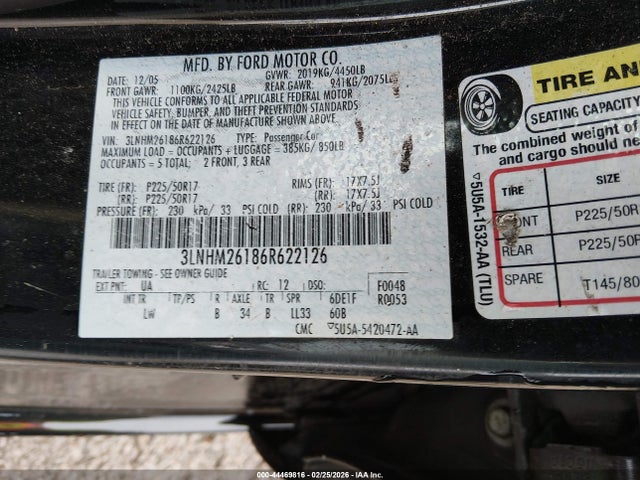 MFD. BY FORD MOTOR CO.
12/05 GVWR: 2019KG/4450LB
FRONT GAWR: 1100KG/2425LB REAR GAWR: 941KG/2075LB
THIS VEHICLE CONFORMS TO ALL APPLICABLE FEDERAL MOTOR
VEHICLE SAFETY, BUMPER, AND THEFT PREVENTION STANDARDS
IN EFFECT ON THE DATE OF MANUFACTURE SHOWN ABOVE.
VIN: 3LNHM26186R622126 TYPE: Passenger Car
MAXIMUM LOAD = OCCUPANTS + LUGGAGE = 385KG/ 850LB
OCCUPANTS = 5 TOTAL: 2 FRONT, 3 REAR
TIRE (FR): P225/50R17 RIMS (FR): 17X7.5J
(RR): P225/50R17 (RR): 17X7.5J
PRESSURE (FR): 230 kPa/ 33 PSI COLD (RR): 230 kPa/ 33 PSI COLD
3LNHM26186R622126
TRAILER TOWING - SEE OWNER GUIDE
EXT PNT: UA RC: 12 DSO: F0048
INT TR TP/PS R AXLE TR SPR 6DE1F R0053
LW B 34 B LL33 60B
CMC ▽5U5A-5420472-AA
TIRE AND
SEATING CAPACITY
The combined weight of
and cargo should ne
TIRE SIZE
FRONT P225/50R
REAR P225/50R
SPARE T145/80
▽5U5A-1532-AA (TLU)
000-44469816 - 02/25/2026 - IAA Inc.